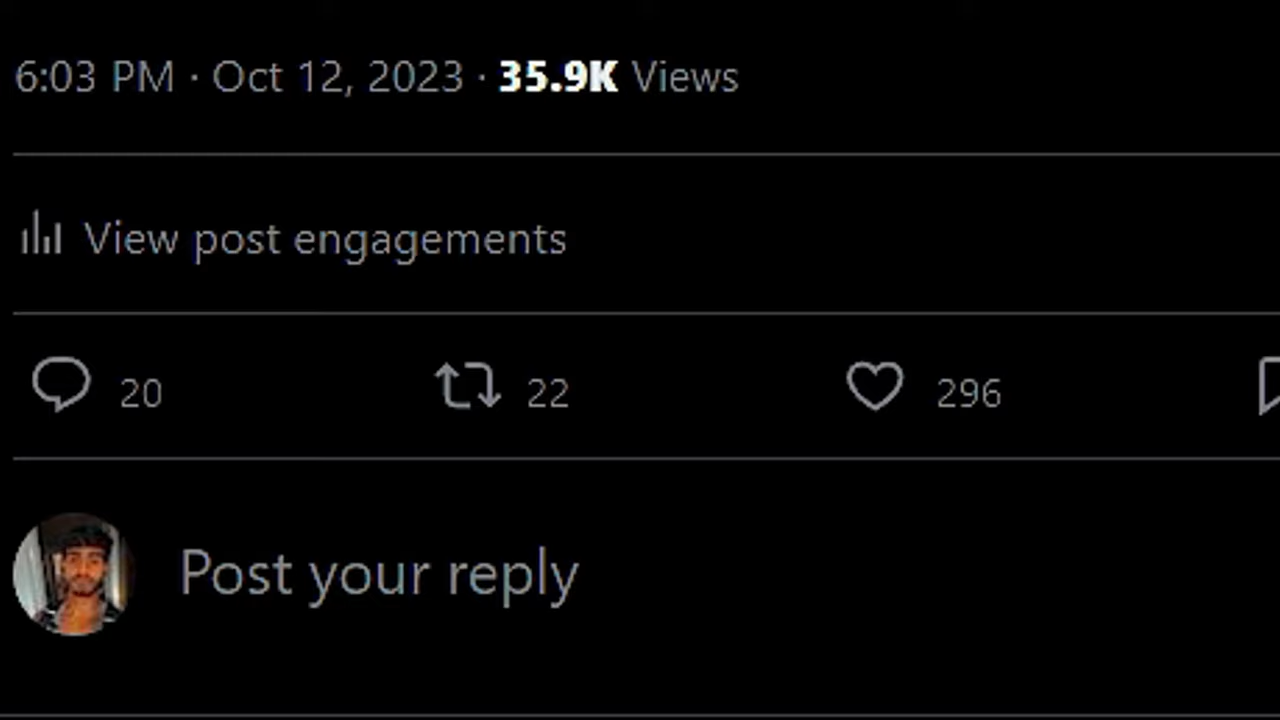 6:03 PM · Oct 12, 2023 · 35.9K Views
View post engagements
20 22 296
Post your reply